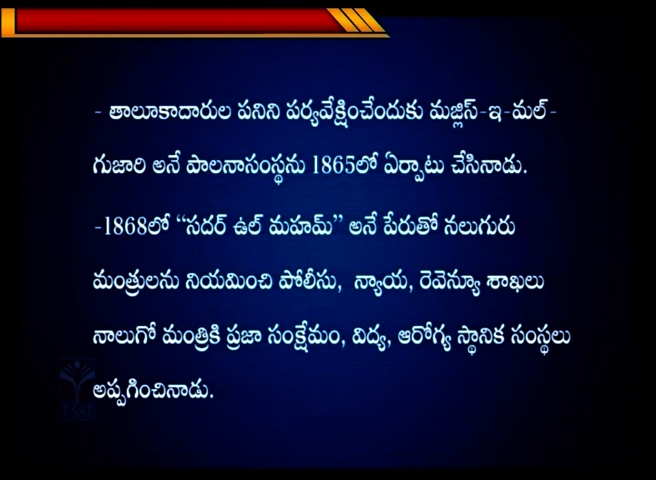 - తాలూకాదారుల పనిని పర్యవేక్షించేందుకు మజ్లిస్-ఇ-మల్-
గుజారి అనే పాలనాసంస్థను 1865లో ఏర్పాటు చేసినాడు.
-1868లో “సదర్ ఉల్ మహమ్” అనే పేరుతో నలుగురు
మంత్రులను నియమించి పోలీసు, న్యాయ, రెవెన్యూ శాఖలు
నాలుగో మంత్రికి ప్రజా సంక్షేమం, విద్య, ఆరోగ్య స్థానిక సంస్థలు
అప్పగించినాడు.
T-SAT